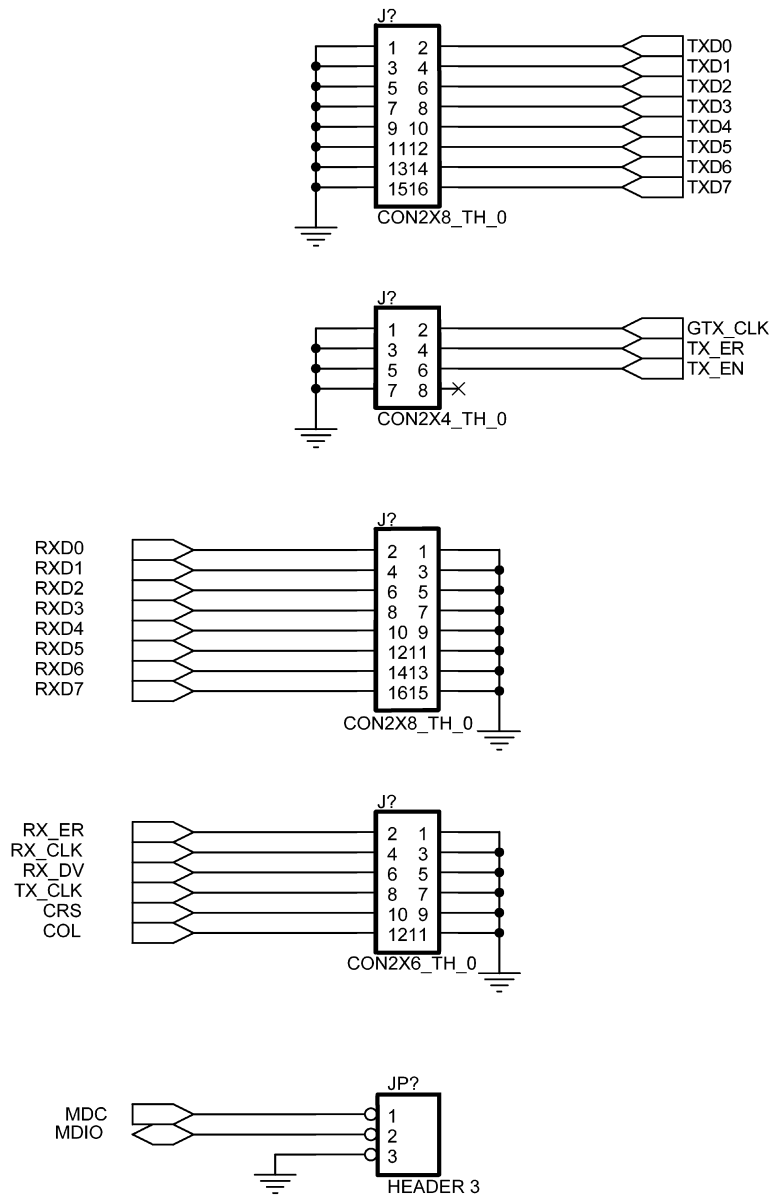 J?
1 2 TXD0
3 4 TXD1
5 6 TXD2
7 8 TXD3
9 10 TXD4
1112 TXD5
1314 TXD6
1516 TXD7
CON2X8_TH_0
J?
1 2 GTX_CLK
3 4 TX_ER
5 6 TX_EN
7 8
CON2X4_TH_0
J?
RXD0 2 1
RXD1 4 3
RXD2 6 5
RXD3 8 7
RXD4 10 9
RXD5 1211
RXD6 1413
RXD7 1615
CON2X8_TH_0
J?
RX_ER 2 1
RX_CLK 4 3
RX_DV 6 5
TX_CLK 8 7
CRS 10 9
COL 1211
CON2X6_TH_0
JP?
MDC 1
MDIO 2
3
HEADER 3